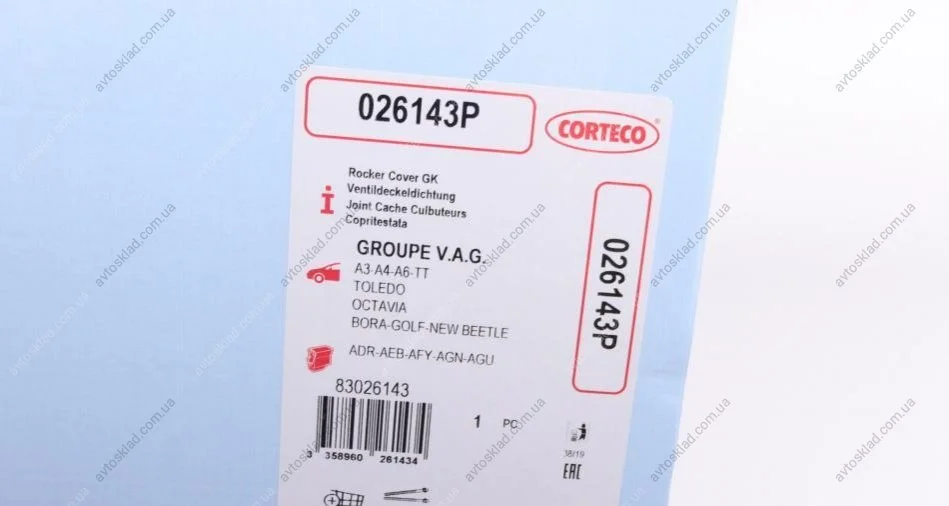 026143P
CORTECO®
Rocker Cover GK
Ventildeckeldichtung
Joint Cache Culbuteurs
Copritestata
GROUPE V.A.G.
A3-A4-A6-TT
TOLEDO
OCTAVIA
BORA-GOLF-NEW BEETLE
ADR-AEB-AFY-AGN-AGU
83026143
1 PC
3 358960 261434
38/19
EAC
026143P
avtosklad.com.ua